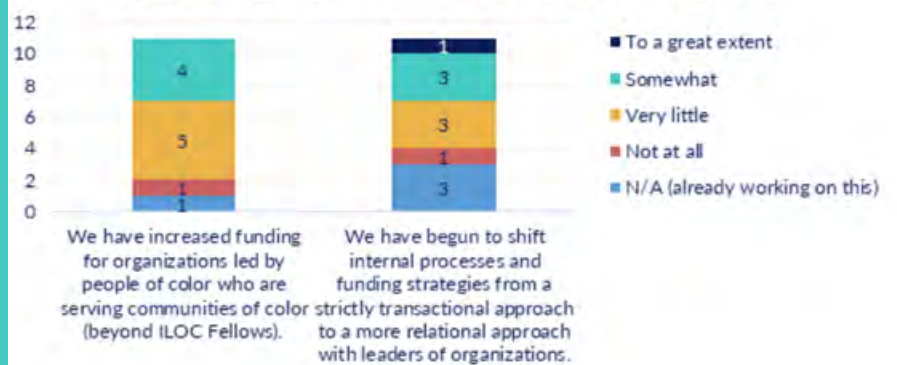 12
10
8
6
4
2
0
4
5
1
1
1
3
3
1
3
To a great extent
Somewhat
Very little
Not at all
N/A (already working on this)
We have increased funding
for organizations led by
people of color who are
serving communities of color
(beyond ILOC Fellows).
We have begun to shift
internal processes and
funding strategies from a
strictly transactional approach
to a more relational approach
with leaders of organizations.